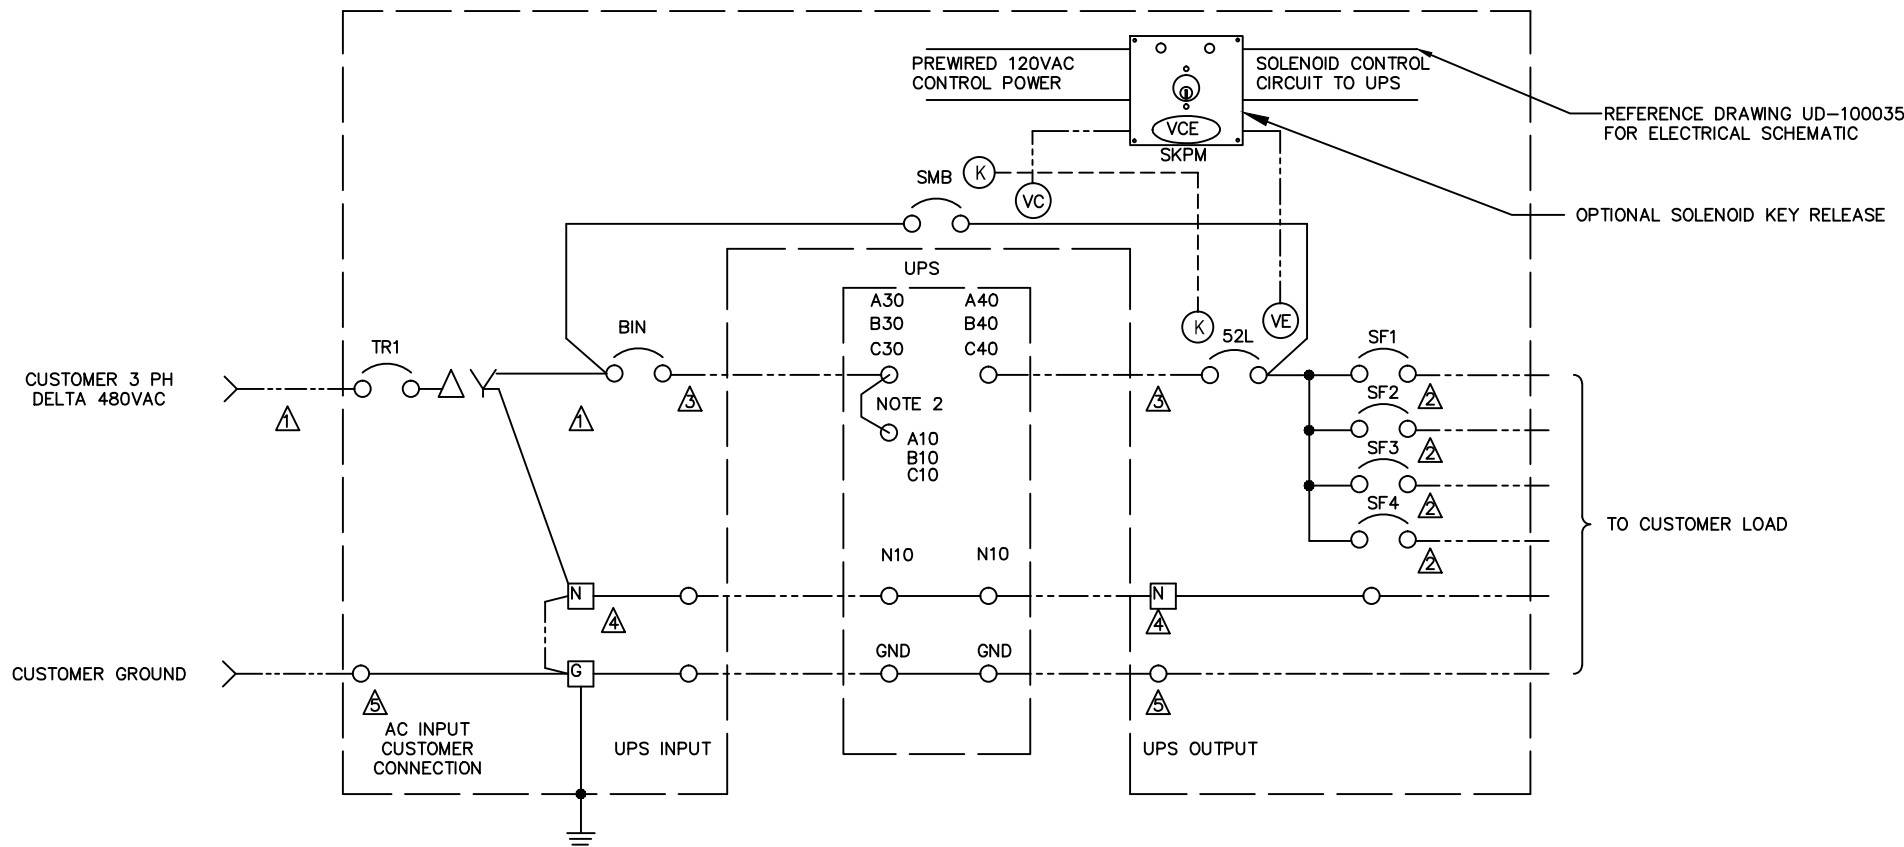 PREWIRED 120VAC
CONTROL POWER
SOLENOID CONTROL
CIRCUIT TO UPS
VCE
SKPM
REFERENCE DRAWING UD-100035
FOR ELECTRICAL SCHEMATIC
OPTIONAL SOLENOID KEY RELEASE
SMB
K
VC
UPS
A30
B30
C30
A40
B40
C40
K
VE
52L
BIN
TR1
CUSTOMER 3 PH
DELTA 480VAC
1
1
3
NOTE 2
A10
B10
C10
3
SF1
2
SF2
2
SF3
2
SF4
2
TO CUSTOMER LOAD
N10
N10
N
4
N
4
GND
GND
G
CUSTOMER GROUND
5
5
AC INPUT
CUSTOMER
CONNECTION
UPS INPUT
UPS OUTPUT